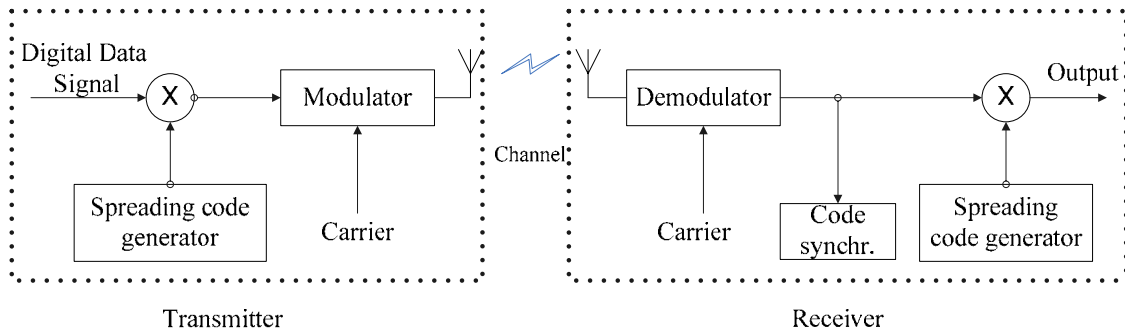 Digital Data
Signal
X
Modulator
Spreading code
generator
Carrier
Transmitter
Channel
Demodulator
X
Output
Carrier
Code
synchr.
Spreading
code generator
Receiver